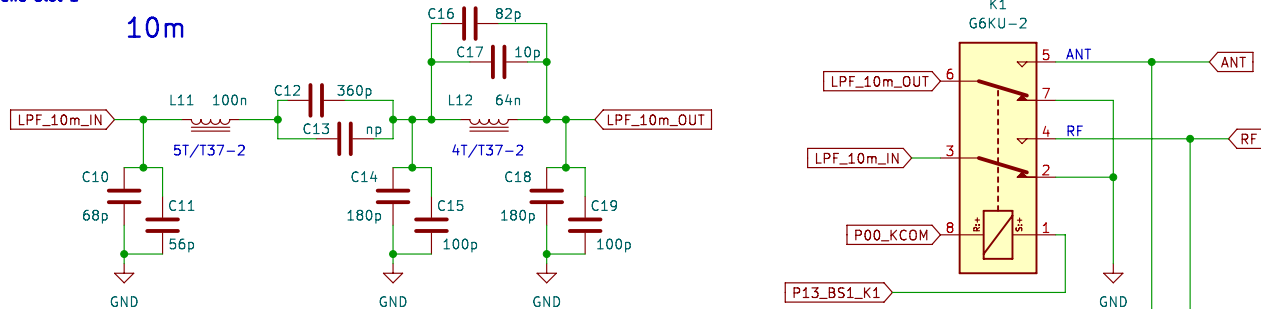 10m
C16 82p
C17 10p
L11 100n
C12 360p
L12 64n
LPF_10m_IN
LPF_10m_OUT
C13 np
5T/T37-2
4T/T37-2
C10
68p
C11
56p
C14
180p
C15
100p
C18
180p
C19
100p
GND
GND
GND
K1
G6KU-2
5 ANT
ANT
LPF_10m_OUT 6
7
4 RF
RF
LPF_10m_IN 3
2
P00_KCOM 8
R:+
S:+
1
P13_BS1_K1
GND